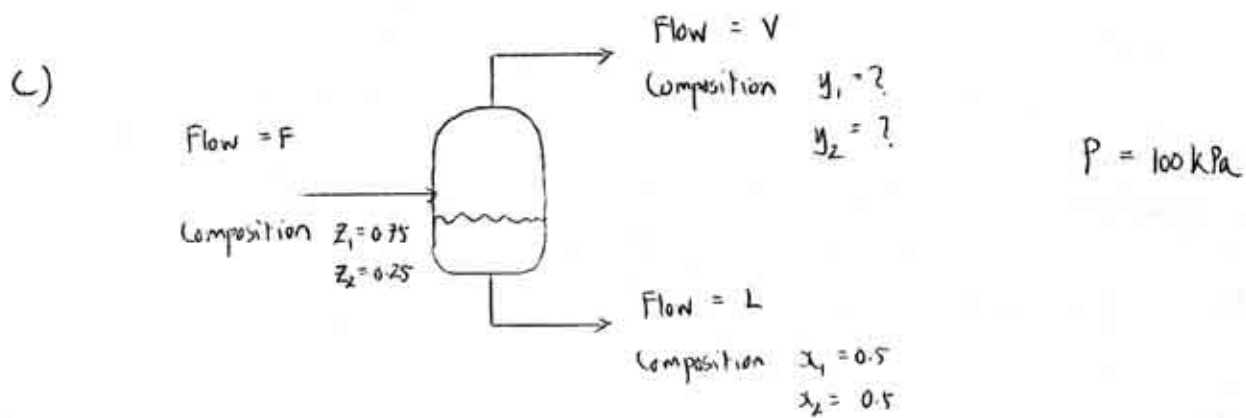 C)
Flow = F
Composition z₁ = 0.75
z₂ = 0.25
Flow = V
Composition y₁ = ?
y₂ = ?
P = 100 kPa
Flow = L
Composition x₁ = 0.5
x₂ = 0.5